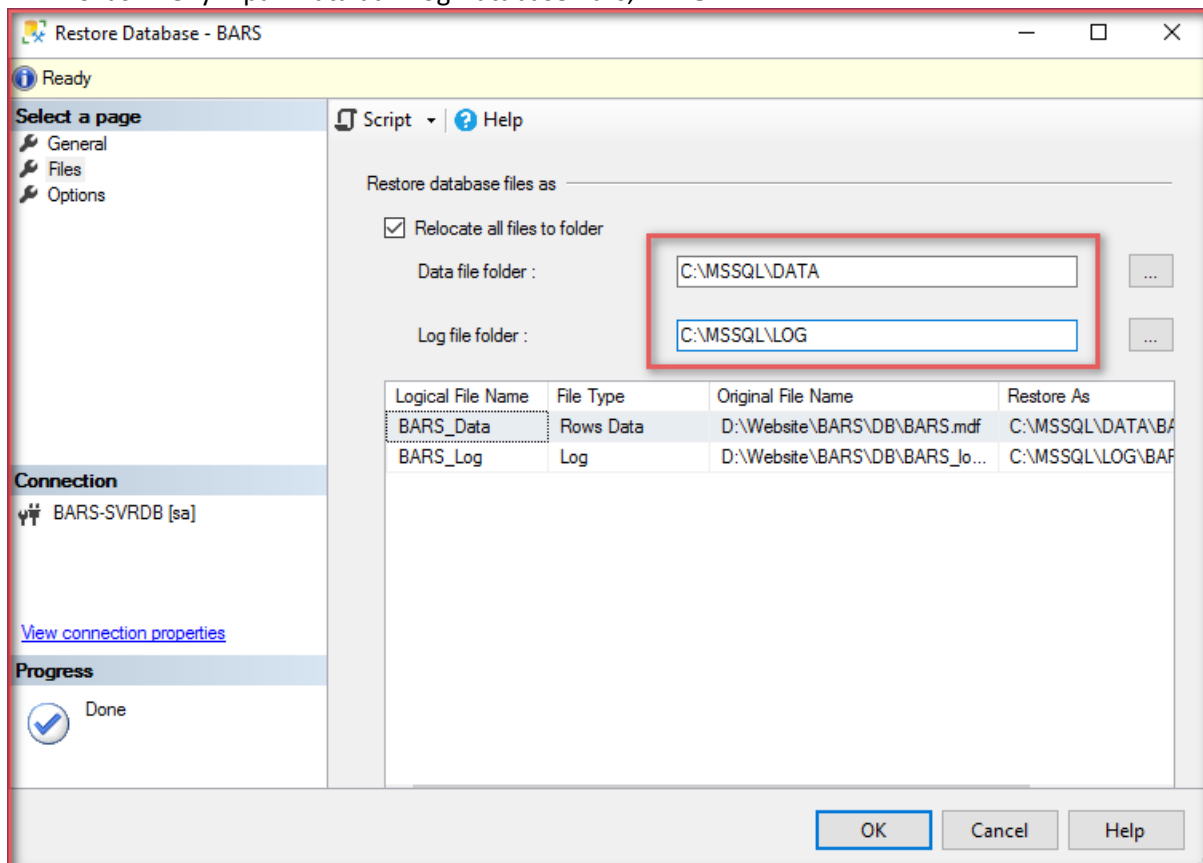 Restore Database - BARS
Ready
Select a page
General
Files
Options
Script
Help
Restore database files as
Relocate all files to folder
Data file folder :
C:\MSSQL\DATA
...
Log file folder :
C:\MSSQL\LOG
...
Logical File Name File Type Original File Name Restore As
BARS_Data Rows Data D:\Website\BARS\DB\BARS.mdf C:\MSSQL\DATA\BA
BARS_Log Log D:\Website\BARS\DB\BARS_lo... C:\MSSQL\LOG\BAR
Connection
BARS-SVRDB [sa]
View connection properties
Progress
Done
OK Cancel Help